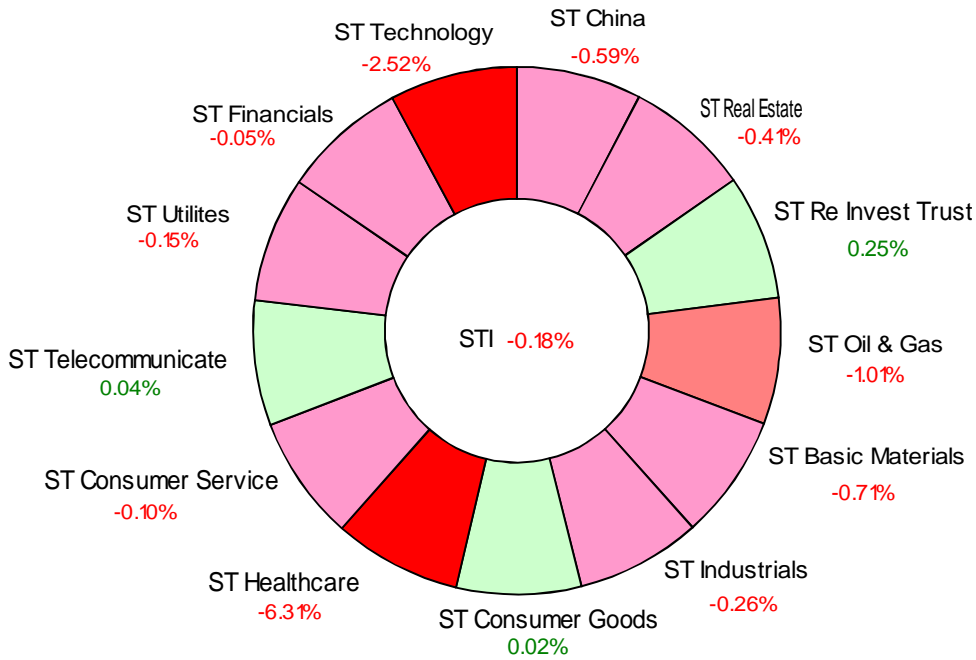 ST Technology
-2.52%
ST China
-0.59%
ST Real Estate
-0.41%
ST Re Invest Trust
0.25%
ST Oil & Gas
-1.01%
ST Basic Materials
-0.71%
ST Industrials
-0.26%
ST Consumer Goods
0.02%
ST Healthcare
-6.31%
ST Consumer Service
-0.10%
ST Telecommunicate
0.04%
ST Utilites
-0.15%
ST Financials
-0.05%
STI -0.18%